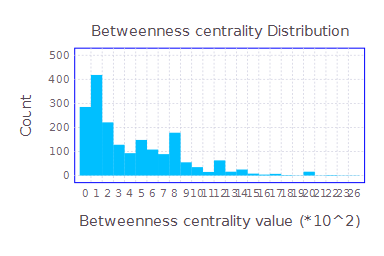 Betweenness centrality Distribution
500
400
300
200
100
0
Count
0 1 2 3 4 5 6 7 8 9 10 11 12 13 14 15 16 17 18 19 20 21 22 23 26
Betweenness centrality value (*10^2)